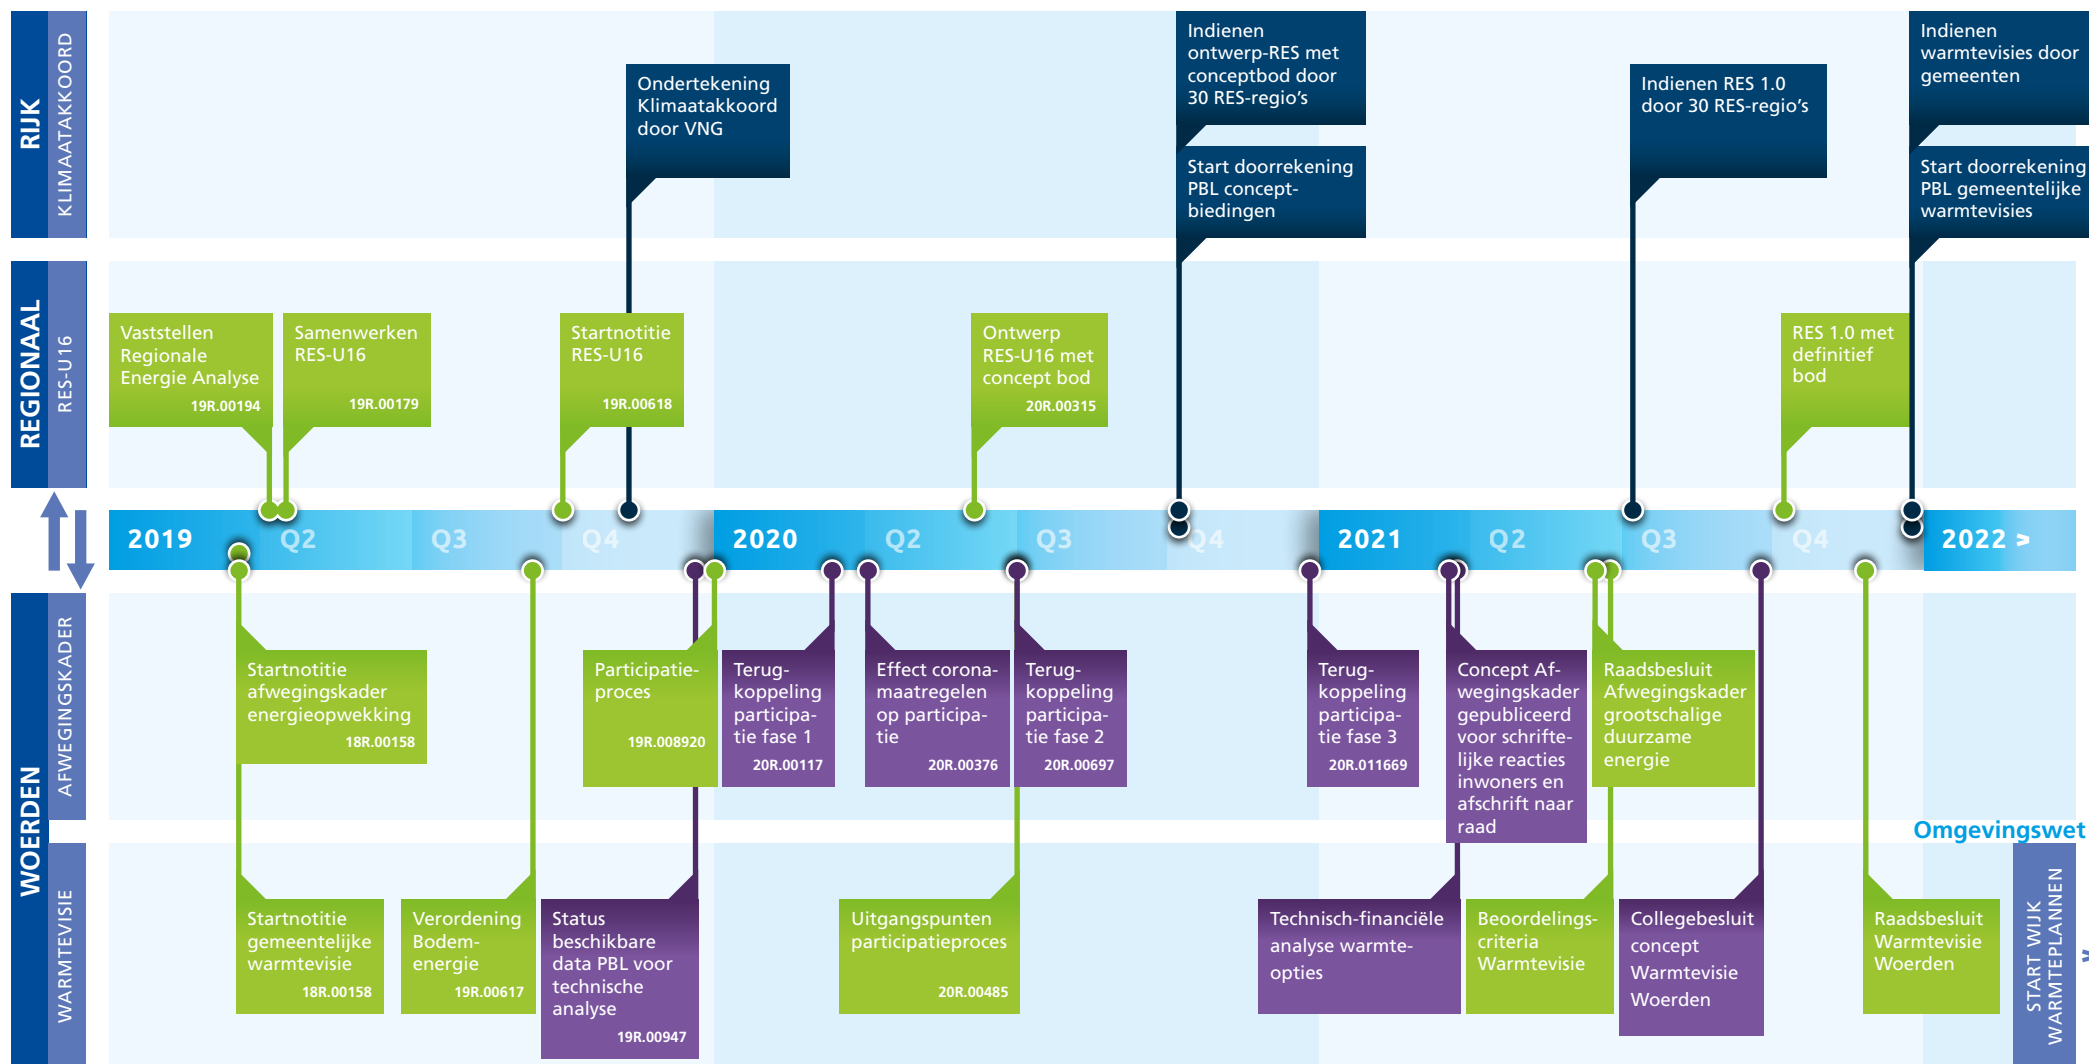 RIJK
KLIMAATAKKOORD
Ondertekening
Klimaatakkoord
door VNG
Indienen
ontwerp-RES met
conceptbod door
30 RES-regio's
Start doorrekening
PBL concept-
biedingen
Indienen RES 1.0
door 30 RES-regio's
Indienen
warmtevisies door
gemeenten
Start doorrekening
PBL gemeentelijke
warmtevisies
REGIONAAL
RES-U16
Vaststellen
Regionale
Energie Analyse
19R.00194
Samenwerken
RES-U16
19R.00179
Startnotitie
RES-U16
19R.00618
Ontwerp
RES-U16 met
concept bod
20R.00315
RES 1.0 met
definitief
bod
2019 Q2 Q3 Q4 2020 Q2 Q3 Q4 2021 Q2 Q3 Q4 2022 >
WOERDEN
AFWEGINGSKADER
Startnotitie
afwegingskader
energieopwekking
18R.00158
Participatie-
proces
19R.008920
Terug-
koppeling
participa-
tie fase 1
20R.00117
Effect corona-
maatregelen
op participa-
tie
20R.00376
Terug-
koppeling
participa-
tie fase 2
20R.00697
Terug-
koppeling
participa-
tie fase 3
20R.011669
Concept Af-
wegingskader
gepubliceerd
voor schrifte-
lijke reacties
inwoners en
afschrift naar
raad
Raadsbesluit
Afwegingskader
grootschalige
duurzame
energie
Omgevingswet
WARMTEVISIE
Startnotitie
gemeentelijke
warmtevisie
18R.00158
Verordening
Bodem-
energie
19R.00617
Status
beschikbare
data PBL voor
technische
analyse
19R.00947
Uitgangspunten
participatieproces
20R.00485
Technisch-financiële
analyse warmte-
opties
Beoordelings-
criteria
Warmtevisie
Collegebesluit
concept
Warmtevisie
Woerden
Raadsbesluit
Warmtevisie
Woerden
START WIJK
WARMTEPLANNEN